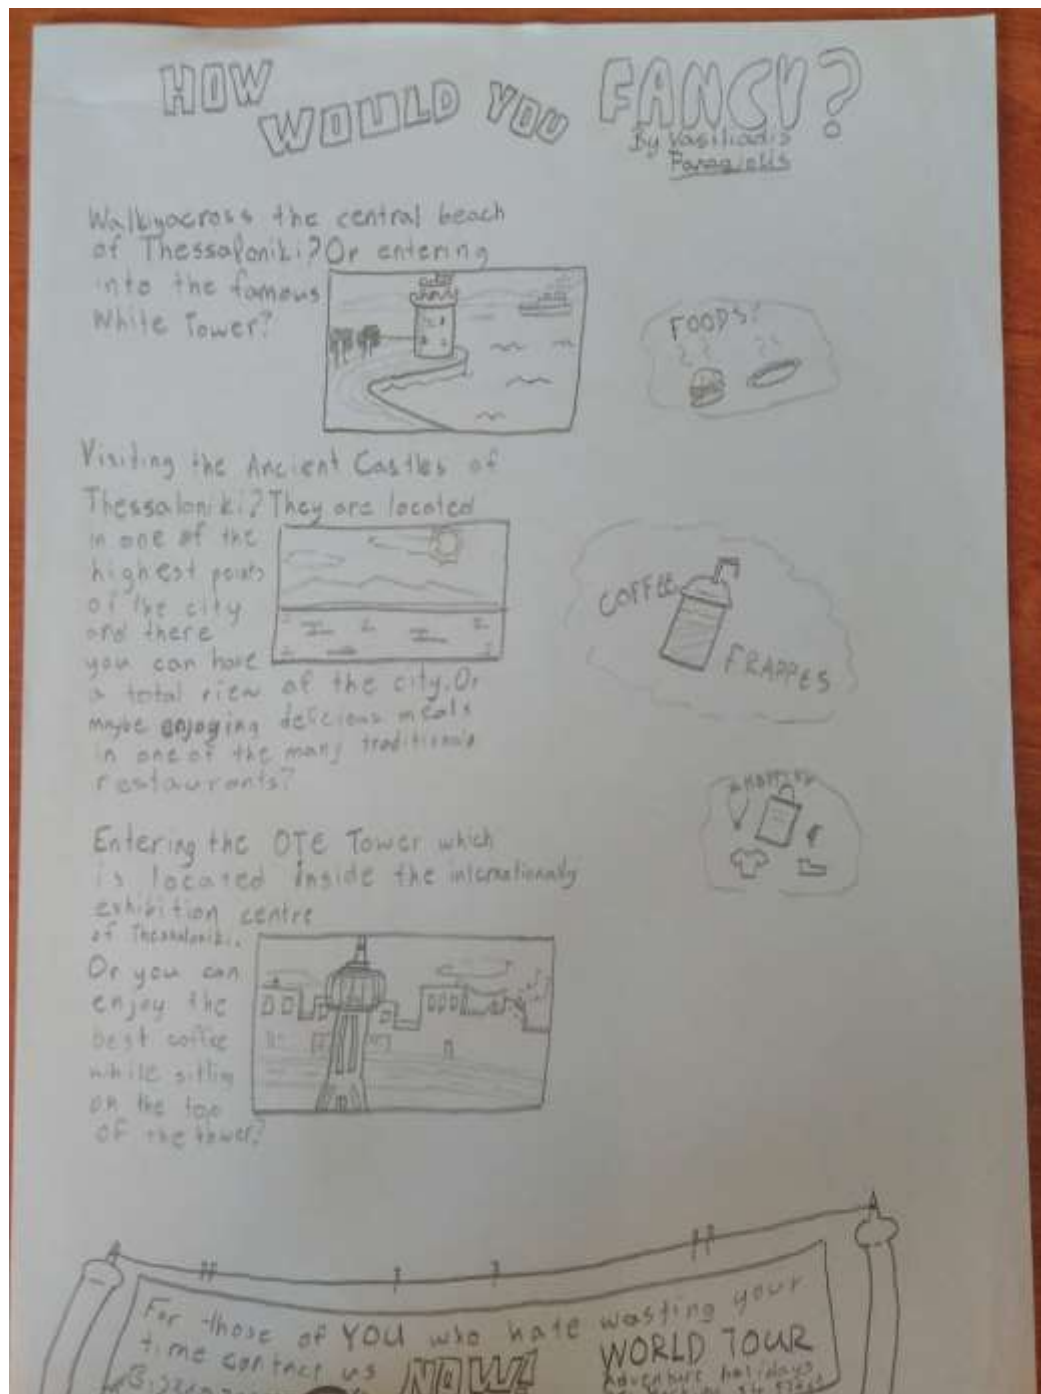 HOW WOULD YOU FANCY?
By Vasiliadis
Panagiotis
Walkingacross the central beach
of Thessaloniki? Or entering
into the famous
White Tower?
FOODS?
Visiting the Ancient Castles of
Thessaloniki? They are located
in one of the
highest points
of the city
and there
you can have
a total view of the city. Or
maybe enjoying delicious meals
in one of the many traditional
restaurants?
COFFEE
FRAPPES
SHOPPING
Entering the OTE Tower which
is located inside the internationally
exhibition centre
of Thessaloniki.
Or you can
enjoy the
best coffee
while sitting
on the top
of the tower?
For those of YOU who hate wasting your
time contact us NOW!
WORLD TOUR
Adventure holidays